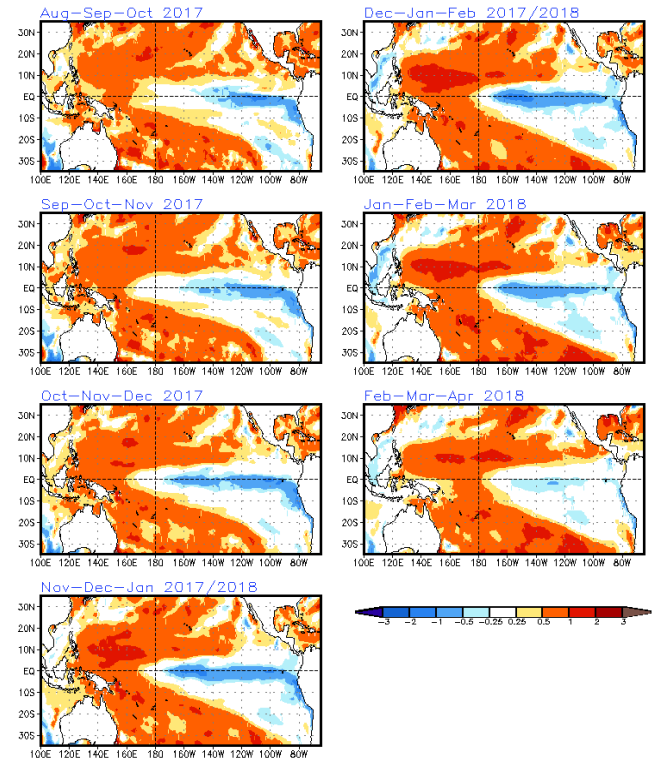 Aug-Sep-Oct 2017
30N
20N
10N
EQ
10S
20S
30S
100E 120E 140E 160E 180 160W 140W 120W 100W 80W
Sep-Oct-Nov 2017
30N
20N
10N
EQ
10S
20S
30S
100E 120E 140E 160E 180 160W 140W 120W 100W 80W
Oct-Nov-Dec 2017
30N
20N
10N
EQ
10S
20S
30S
100E 120E 140E 160E 180 160W 140W 120W 100W 80W
Nov-Dec-Jan 2017/2018
30N
20N
10N
EQ
10S
20S
30S
100E 120E 140E 160E 180 160W 140W 120W 100W 80W
Dec-Jan-Feb 2017/2018
30N
20N
10N
EQ
10S
20S
30S
100E 120E 140E 160E 180 160W 140W 120W 100W 80W
Jan-Feb-Mar 2018
30N
20N
10N
EQ
10S
20S
30S
100E 120E 140E 160E 180 160W 140W 120W 100W 80W
Feb-Mar-Apr 2018
30N
20N
10N
EQ
10S
20S
30S
100E 120E 140E 160E 180 160W 140W 120W 100W 80W
-3 -2 -1 -0.5 -0.25 0.25 0.5 1 2 3